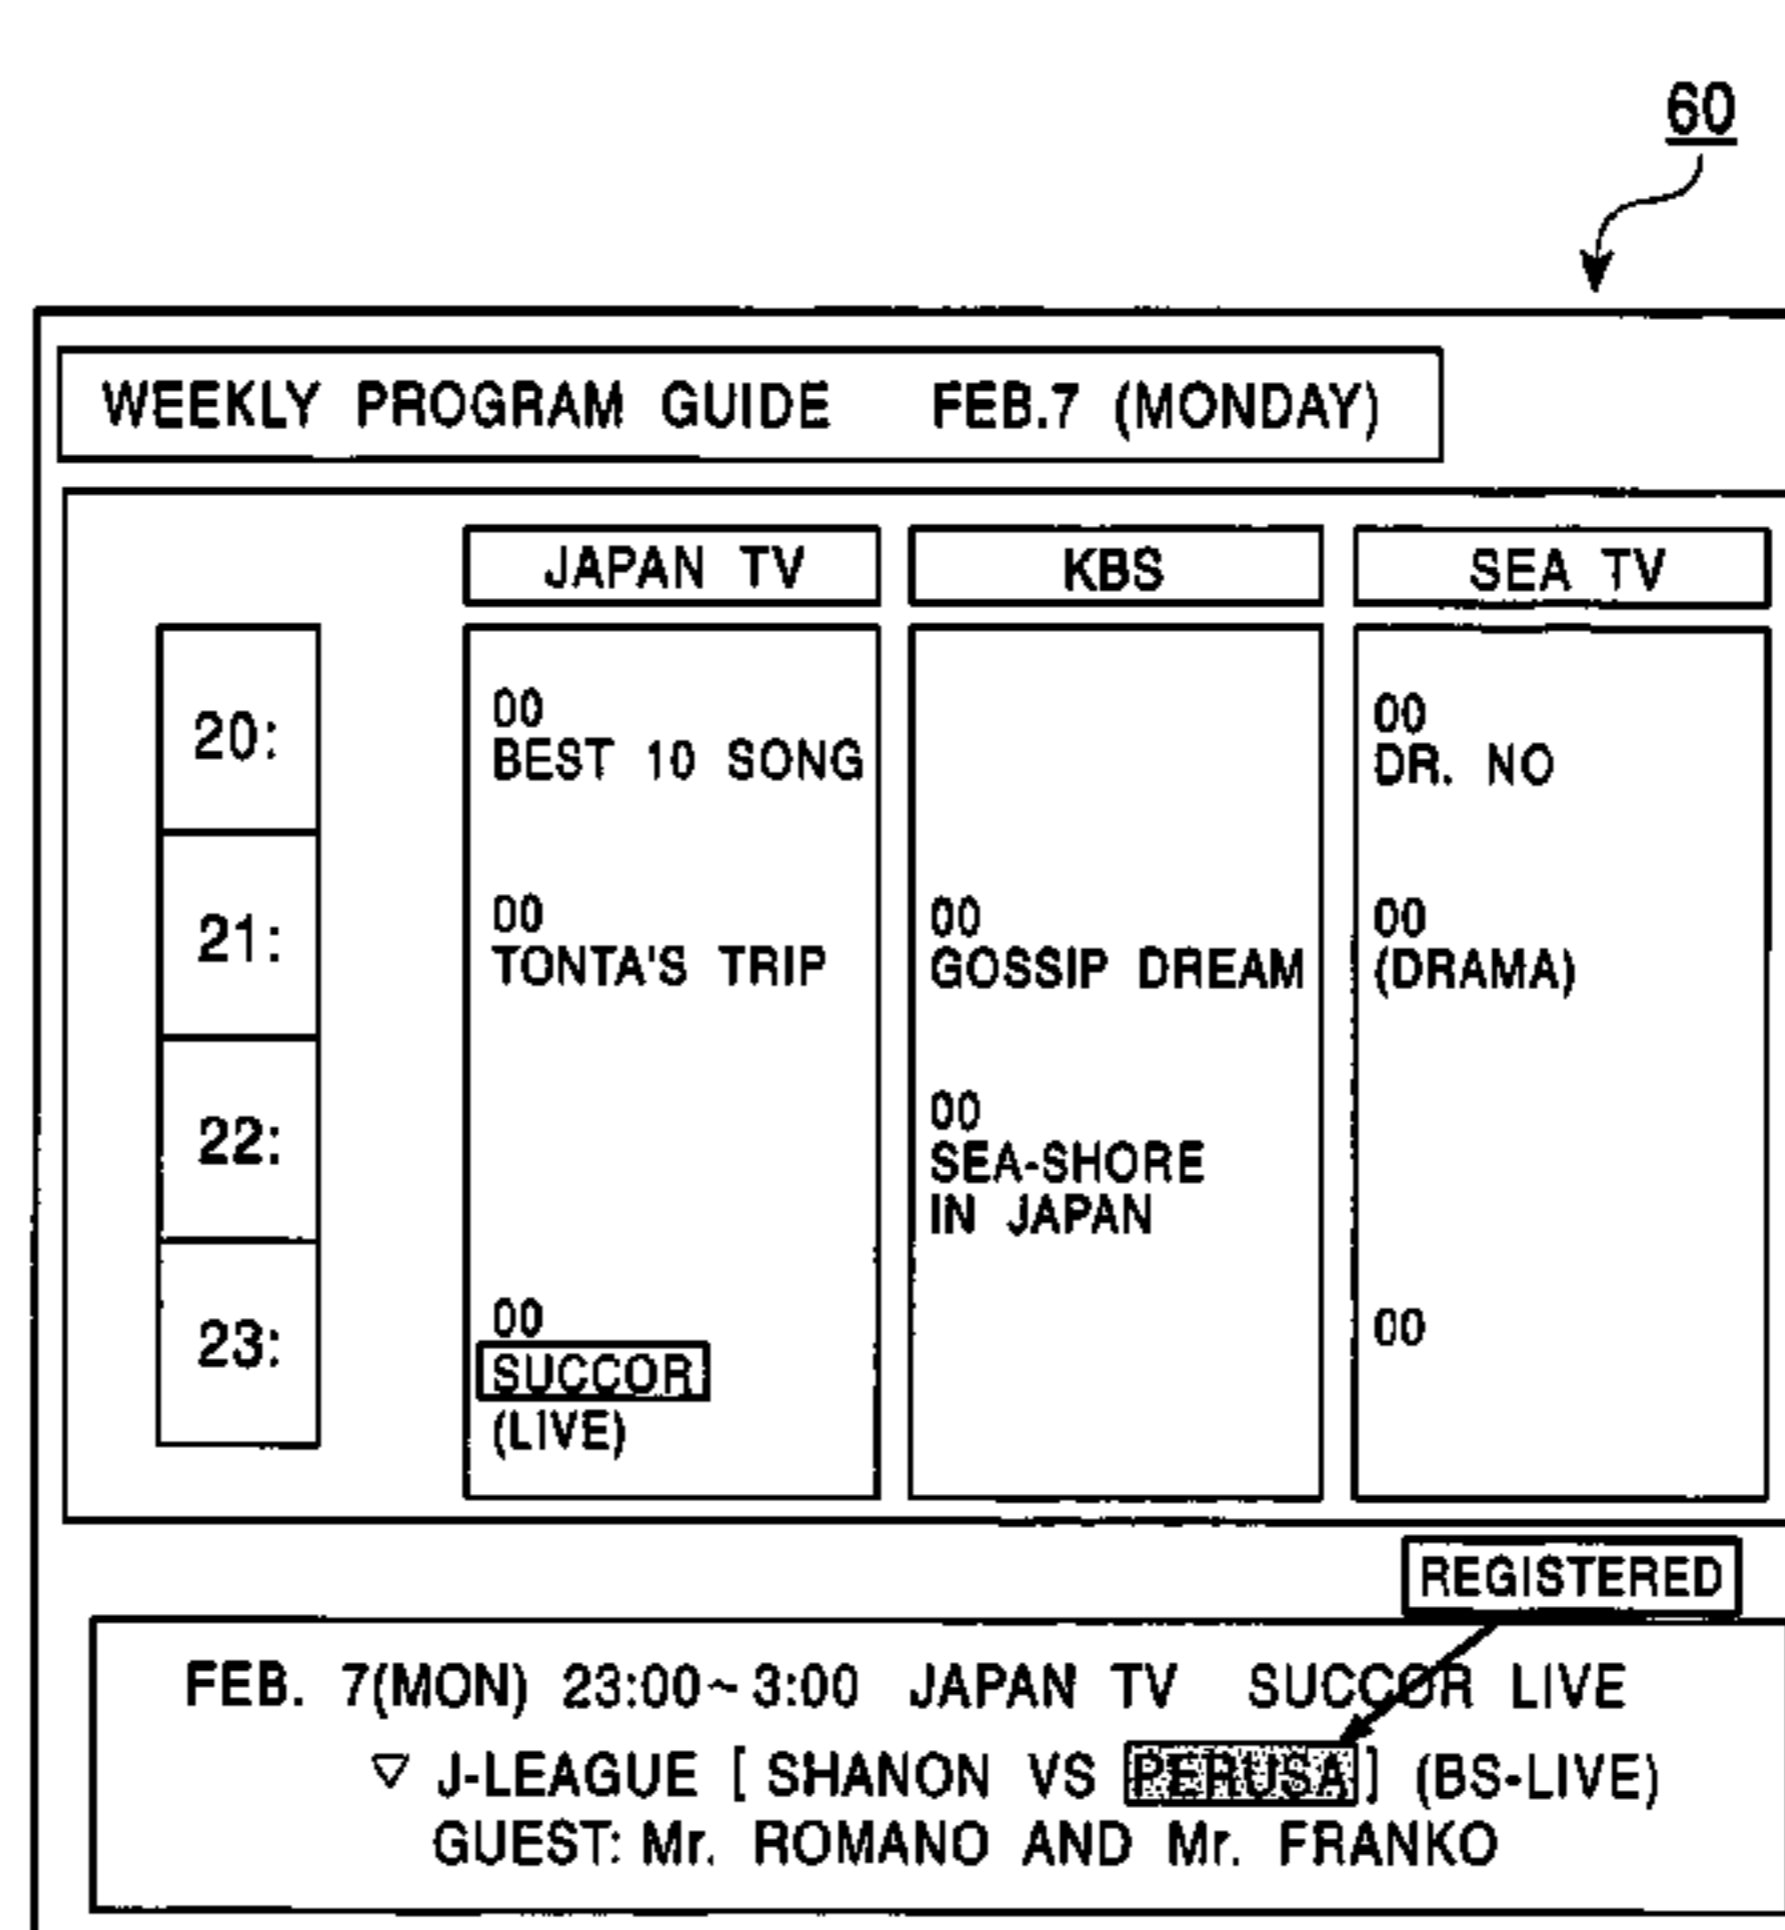 60
WEEKLY PROGRAM GUIDE FEB.7 (MONDAY)
JAPAN TV KBS SEA TV
20:
00
BEST 10 SONG
00
DR. NO
21:
00
TONTA'S TRIP
00
GOSSIP DREAM
00
(DRAMA)
22:
00
SEA-SHORE
IN JAPAN
23:
00
SUCCOR
(LIVE)
00
REGISTERED
FEB. 7(MON) 23:00~3:00 JAPAN TV SUCCOR LIVE
▽ J-LEAGUE [ SHANON VS PERUSA] (BS-LIVE)
GUEST: Mr. ROMANO AND Mr. FRANKO